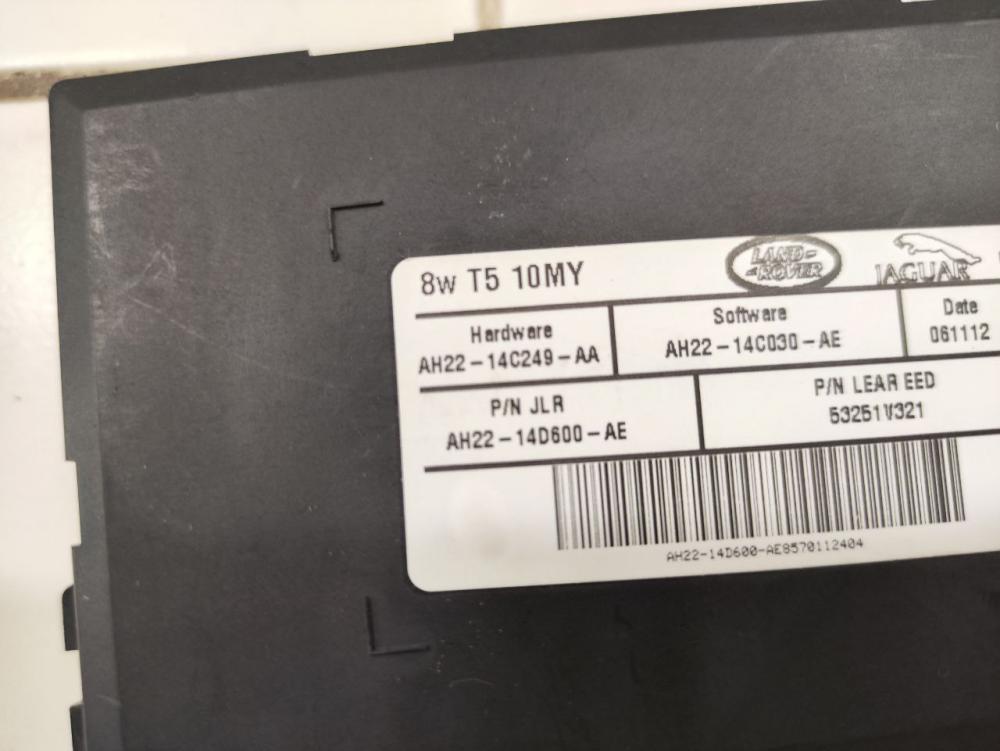 8w T5 10MY
LAND-
-ROVER
JAGUAR
Hardware
AH22-14C249-AA
Software
AH22-14C030-AE
Date
061112
P/N JLR
AH22-14D600-AE
P/N LEAR EED
53251V321
AH22-14D600-AE8570112404